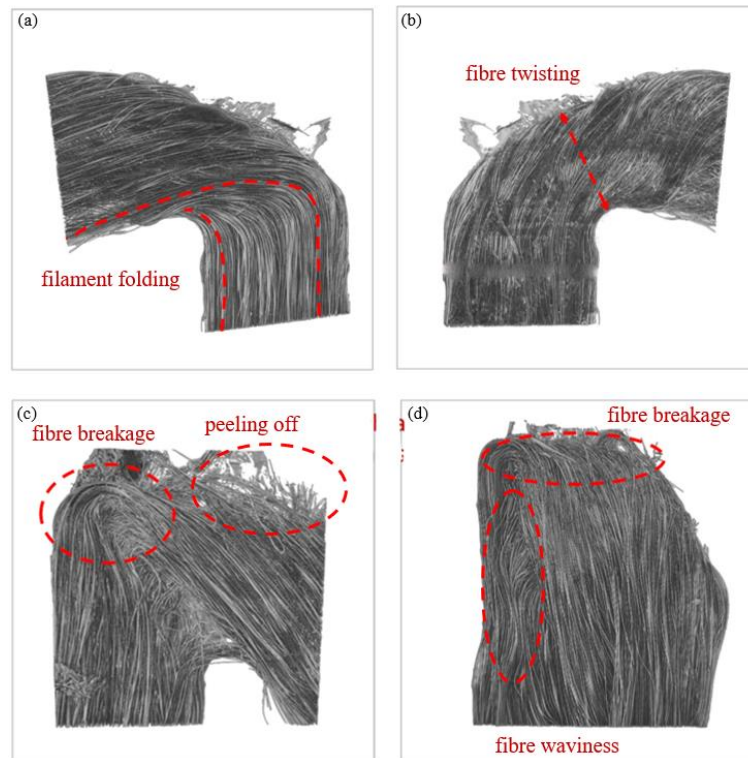 (a)
filament folding
(b)
fibre twisting
(c)
fibre breakage
peeling off
(d)
fibre breakage
fibre waviness